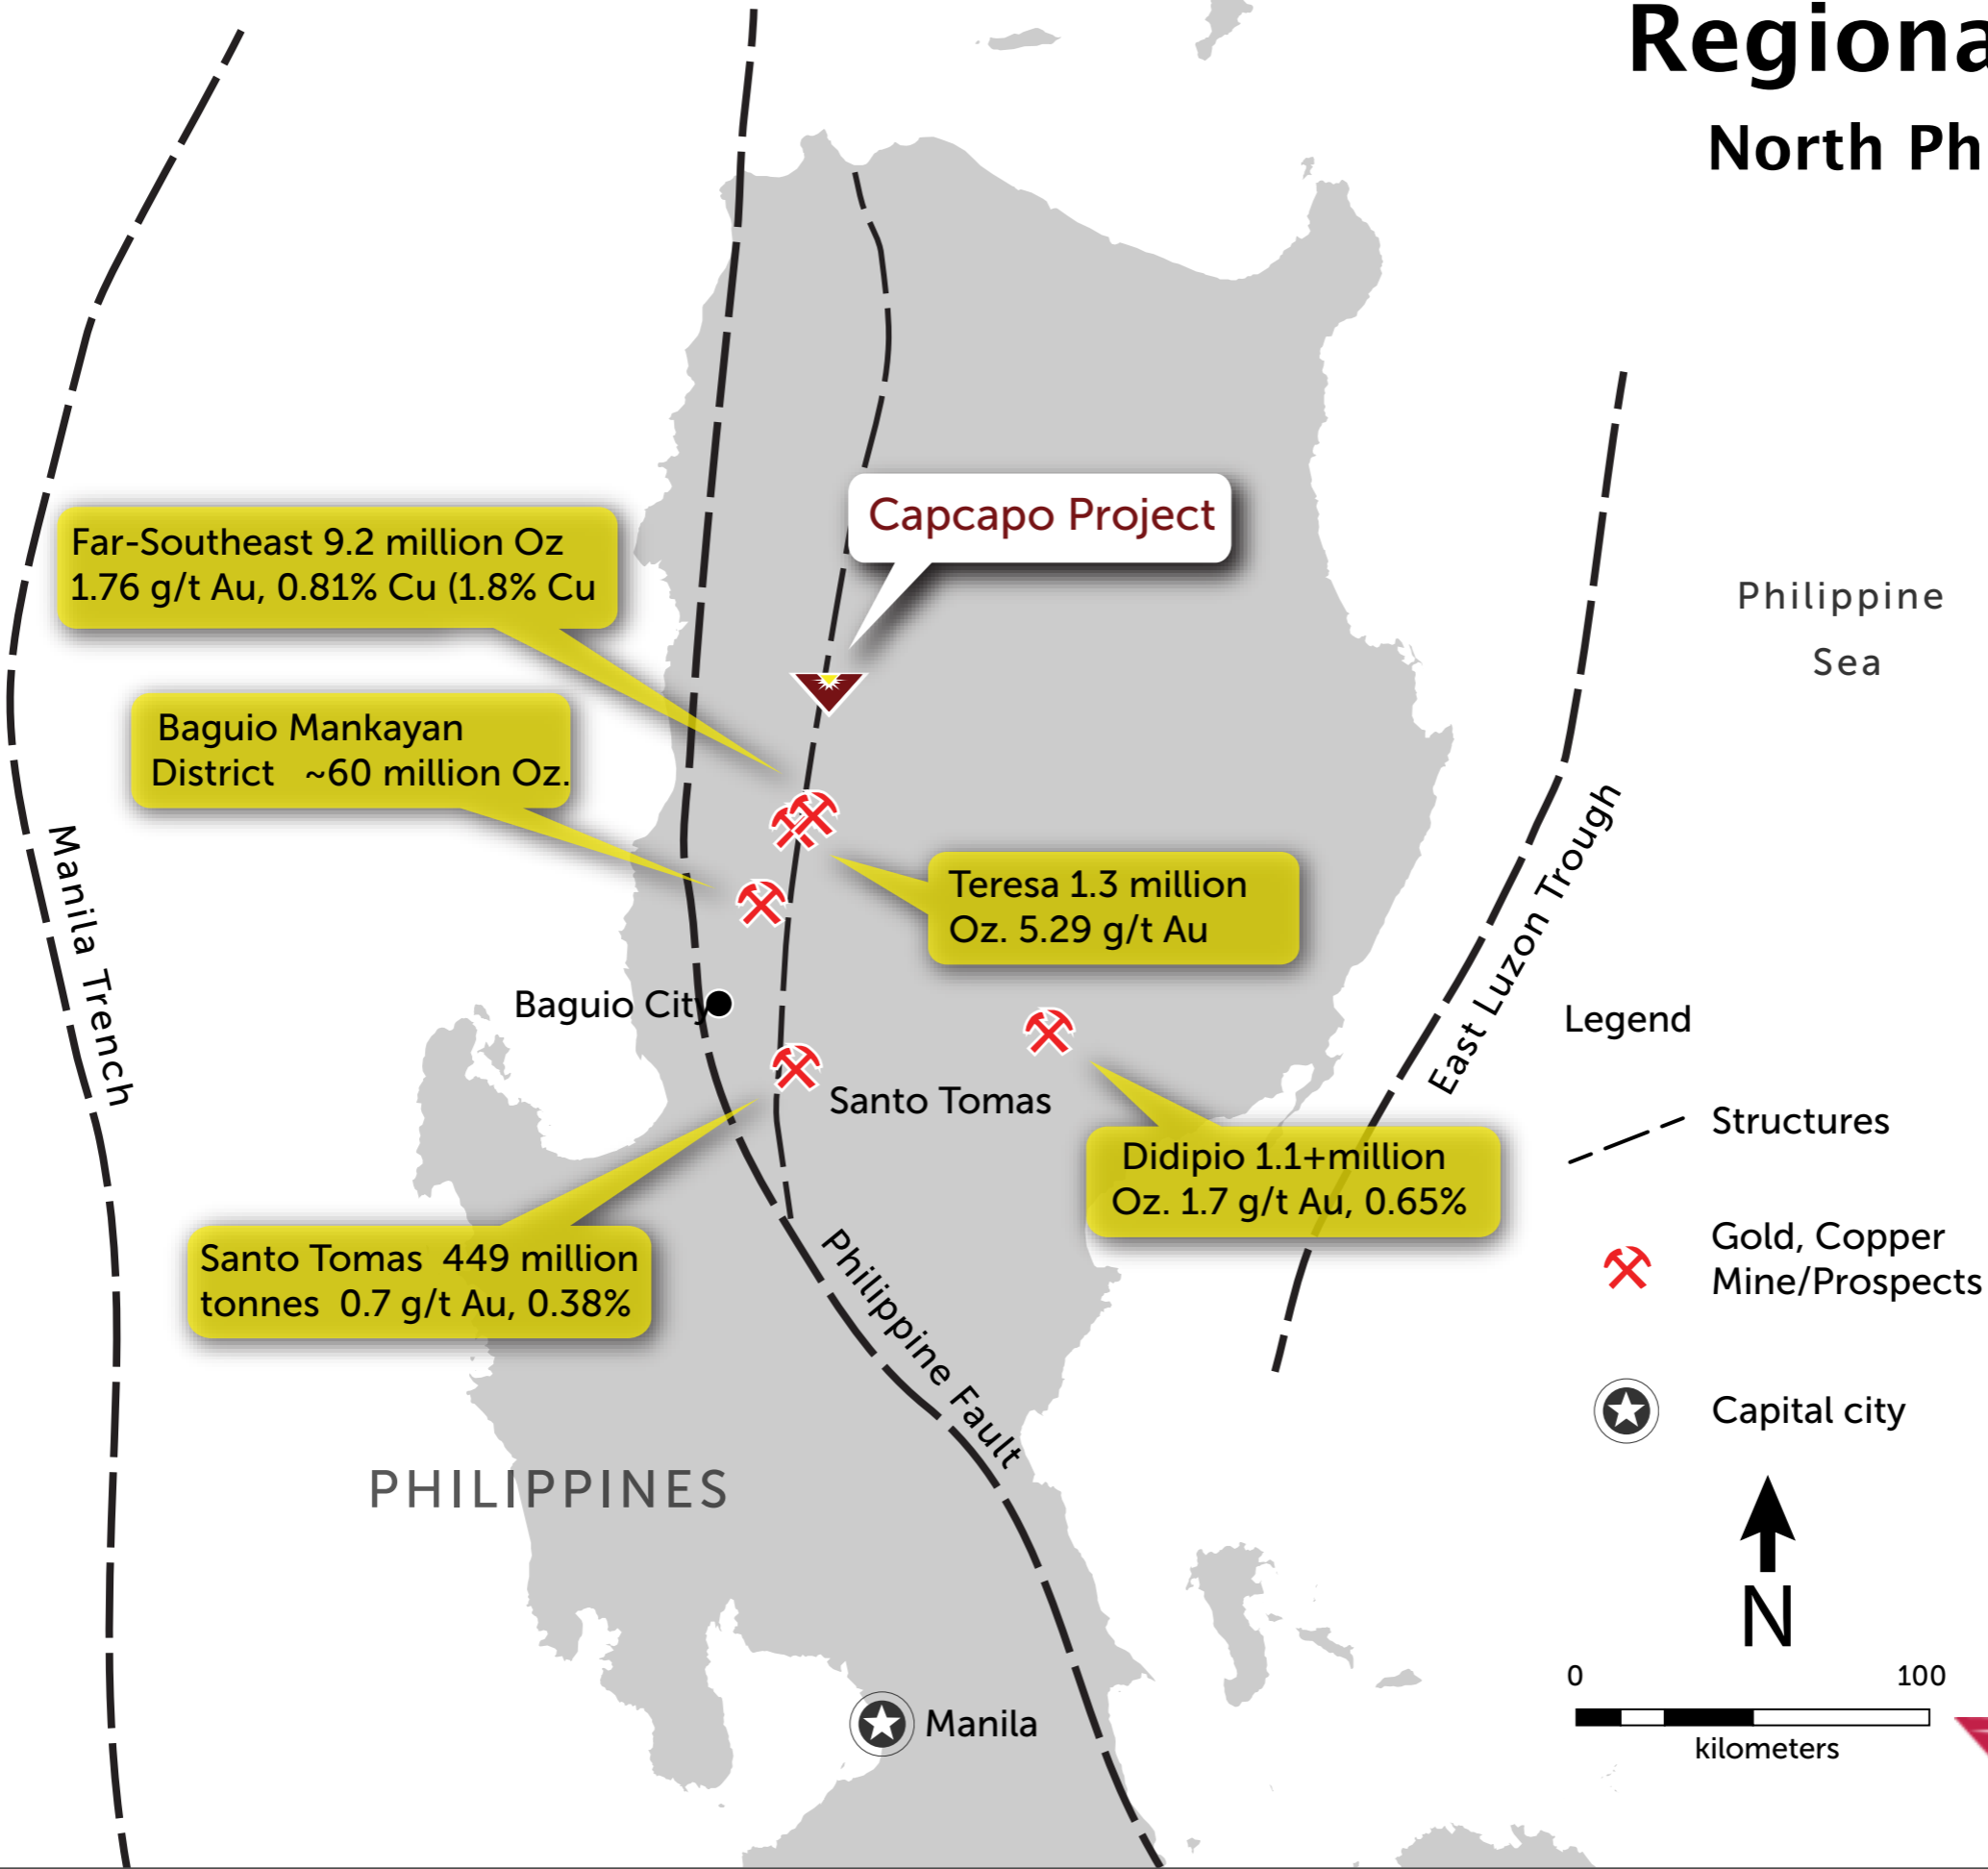 Regiona
North Ph
Capcapo Project
Far-Southeast 9.2 million Oz
1.76 g/t Au, 0.81% Cu (1.8% Cu
Philippine
Sea
Baguio Mankayan
District ~60 million Oz.
Manila Trench
East Luzon Trough
Teresa 1.3 million
Oz. 5.29 g/t Au
Baguio City
Santo Tomas
Legend
Structures
Didipio 1.1+million
Oz. 1.7 g/t Au, 0.65%
Santo Tomas 449 million
tonnes 0.7 g/t Au, 0.38%
Philippine Fault
Gold, Copper
Mine/Prospects
Capital city
PHILIPPINES
N
0 100
kilometers
Manila